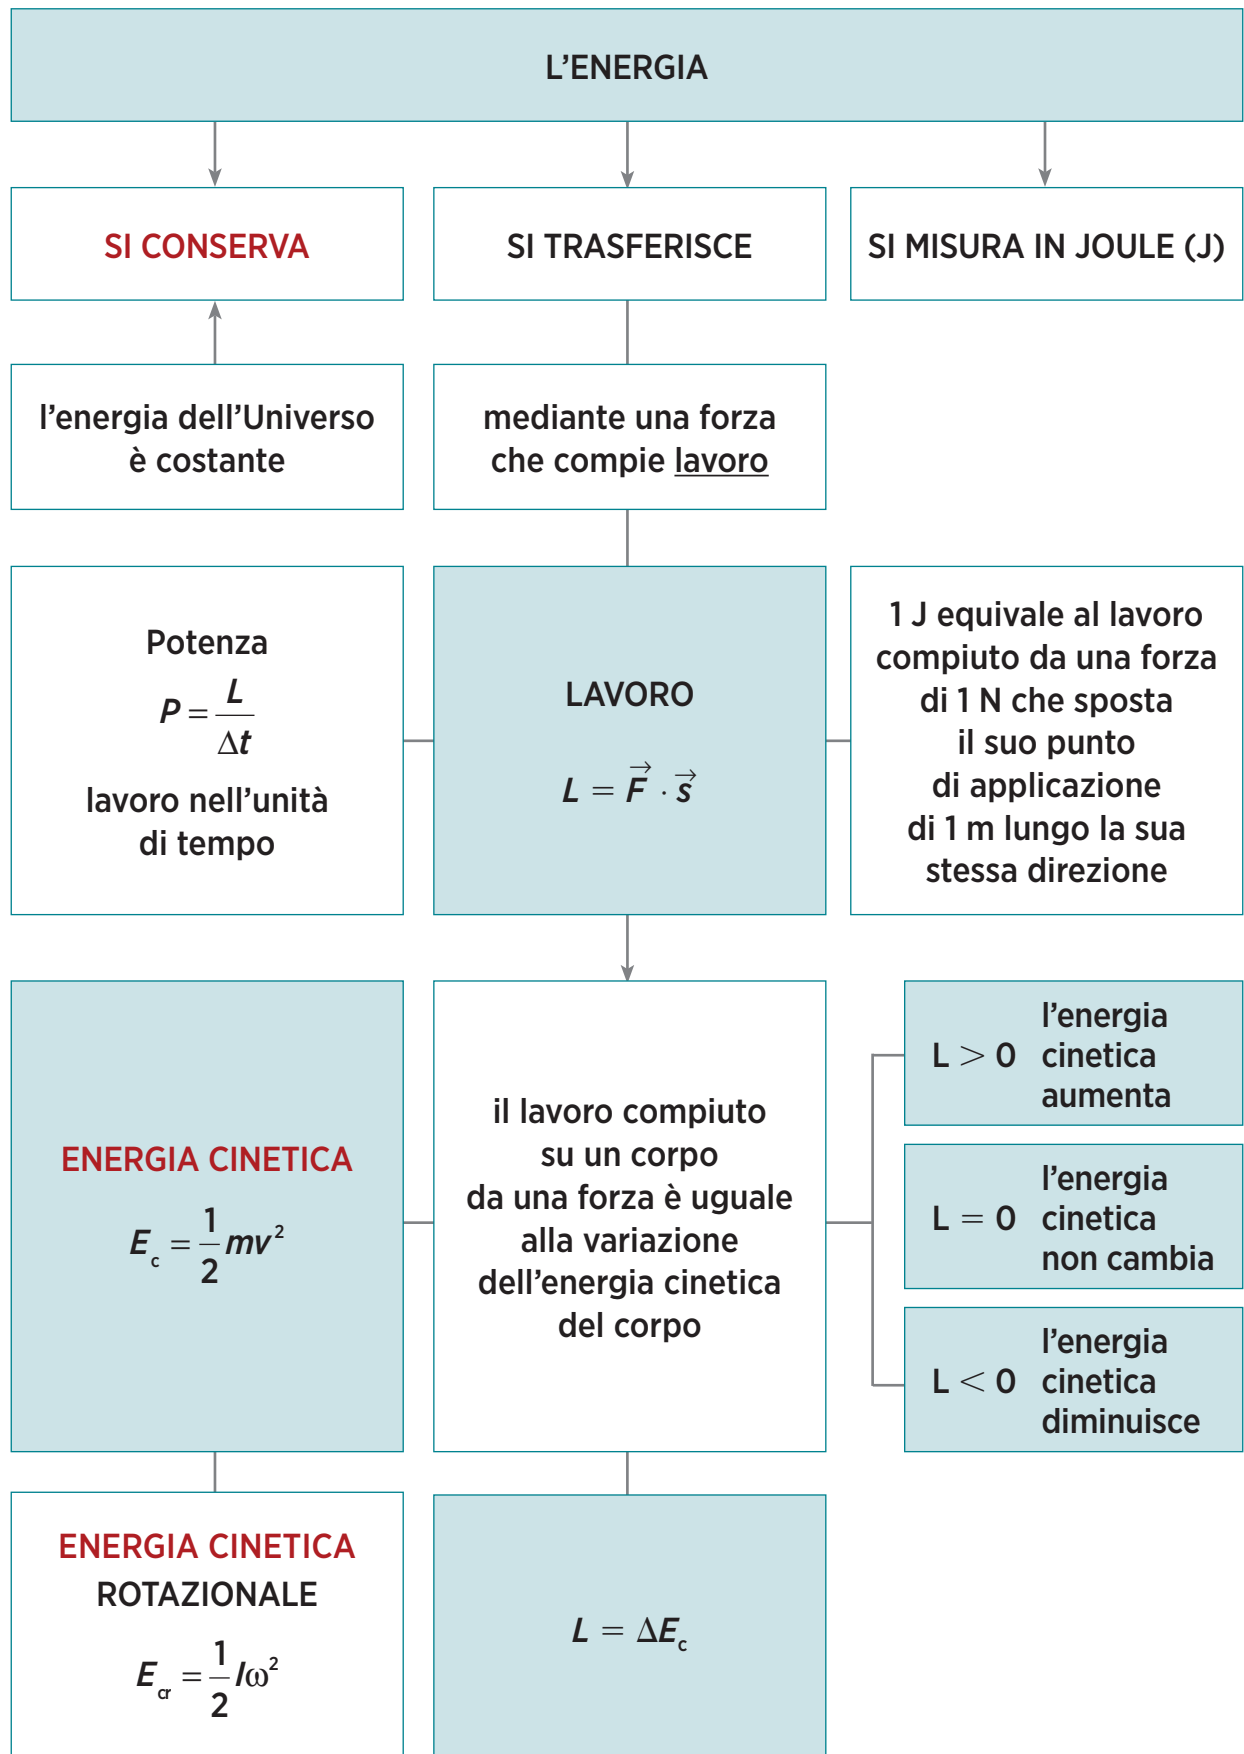 L’ENERGIA
SI CONSERVA
SI TRASFERISCE
SI MISURA IN JOULE (J)
l’energia dell’Universo
è costante
mediante una forza
che compie lavoro
Potenza
P = L/Δt
lavoro nell’unità
di tempo
LAVORO
L = F⃗ · s⃗
1 J equivale al lavoro
compiuto da una forza
di 1 N che sposta
il suo punto
di applicazione
di 1 m lungo la sua
stessa direzione
ENERGIA CINETICA
E_c = 1/2 mv²
il lavoro compiuto
su un corpo
da una forza è uguale
alla variazione
dell’energia cinetica
del corpo
l’energia
L > 0 cinetica
aumenta
l’energia
L = 0 cinetica
non cambia
l’energia
L < 0 cinetica
diminuisce
ENERGIA CINETICA
ROTAZIONALE
E_cr = 1/2 Iω²
L = ΔE_c